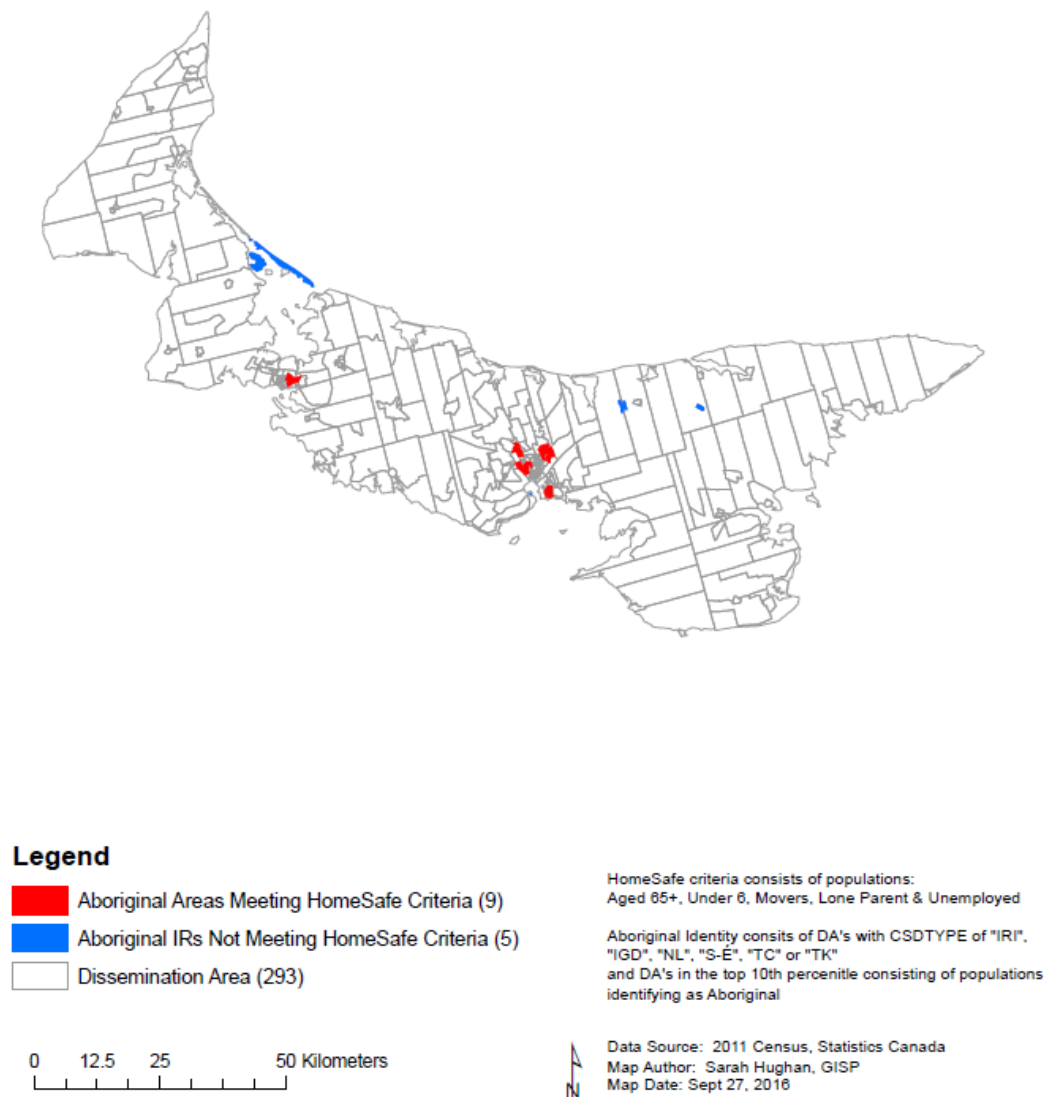 Legend
Aboriginal Areas Meeting HomeSafe Criteria (9)
Aboriginal IRs Not Meeting HomeSafe Criteria (5)
Dissemination Area (293)
0 12.5 25 50 Kilometers
HomeSafe criteria consists of populations:
Aged 65+, Under 6, Movers, Lone Parent & Unemployed
Aboriginal Identity consits of DA's with CSDTYPE of "IRI",
"IGD", "NL", "S-É", "TC" or "TK"
and DA's in the top 10th percenitle consisting of populations
identifying as Aboriginal
N
Data Source: 2011 Census, Statistics Canada
Map Author: Sarah Hughan, GISP
Map Date: Sept 27, 2016